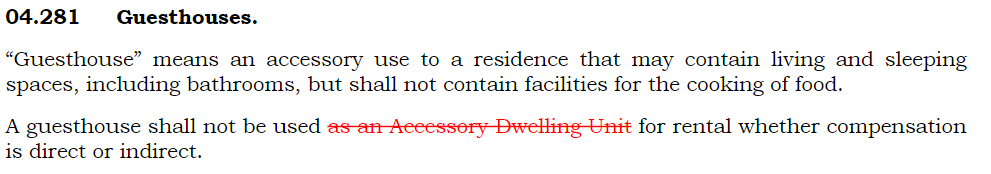 04.281 Guesthouses.
“Guesthouse” means an accessory use to a residence that may contain living and sleeping
spaces, including bathrooms, but shall not contain facilities for the cooking of food.
A guesthouse shall not be used as an Accessory Dwelling Unit for rental whether compensation
is direct or indirect.